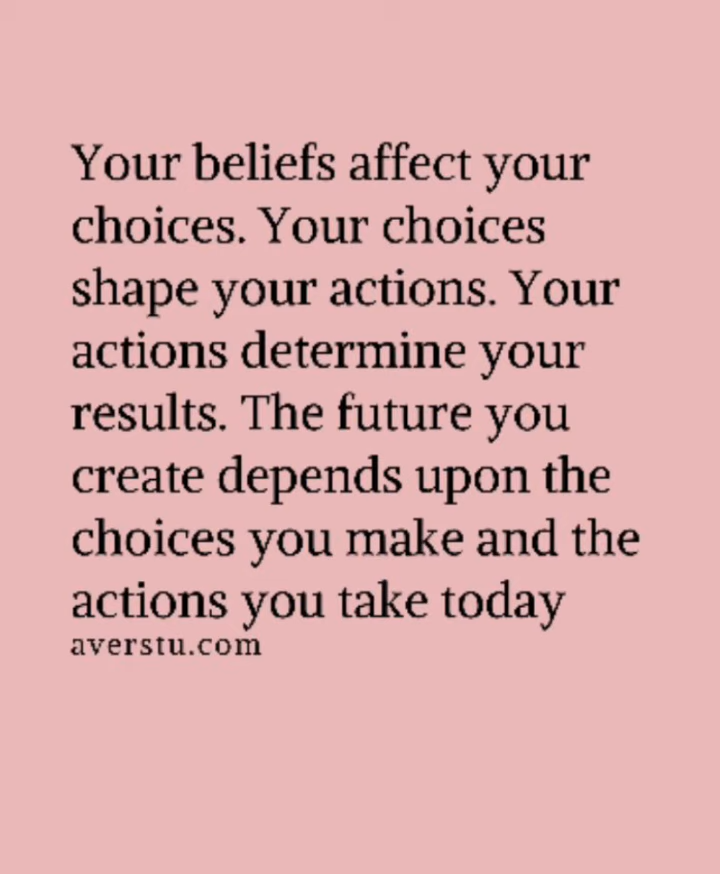 Your beliefs affect your
choices. Your choices
shape your actions. Your
actions determine your
results. The future you
create depends upon the
choices you make and the
actions you take today
averstu.com